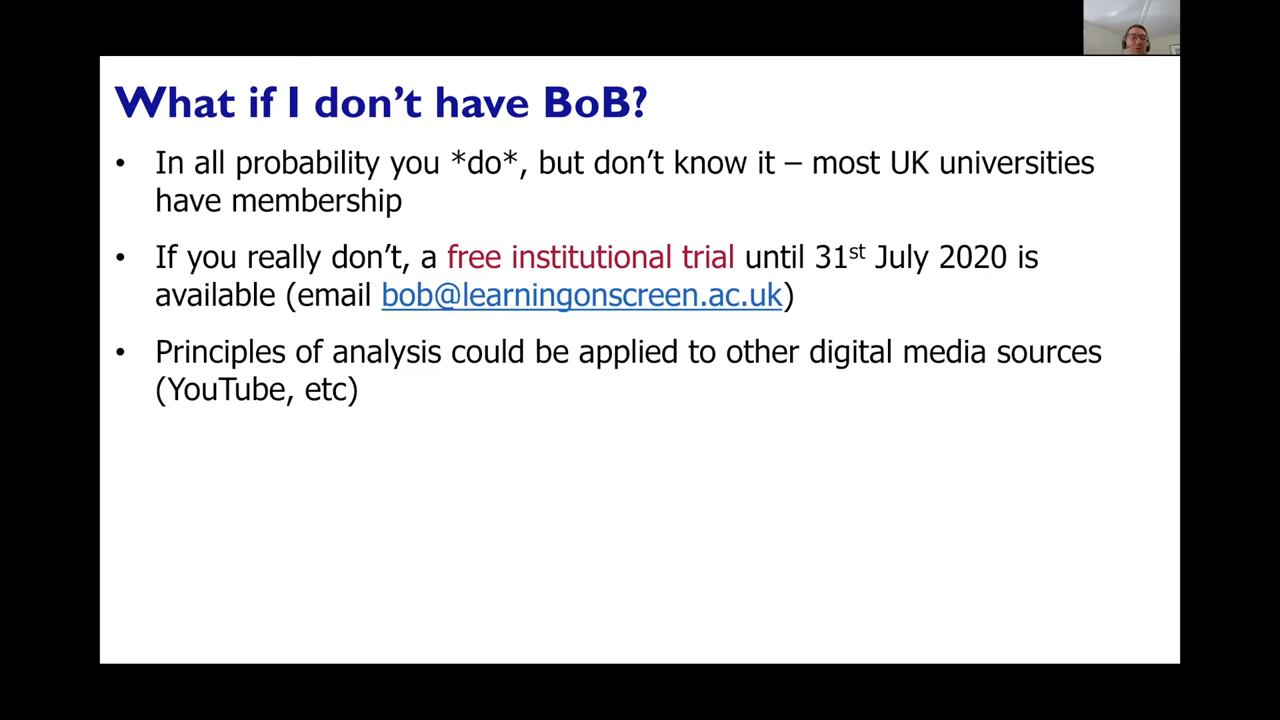 What if I don’t have BoB?
• In all probability you *do*, but don’t know it – most UK universities
have membership
• If you really don’t, a free institutional trial until 31st July 2020 is
available (email bob@learningonscreen.ac.uk)
• Principles of analysis could be applied to other digital media sources
(YouTube, etc)